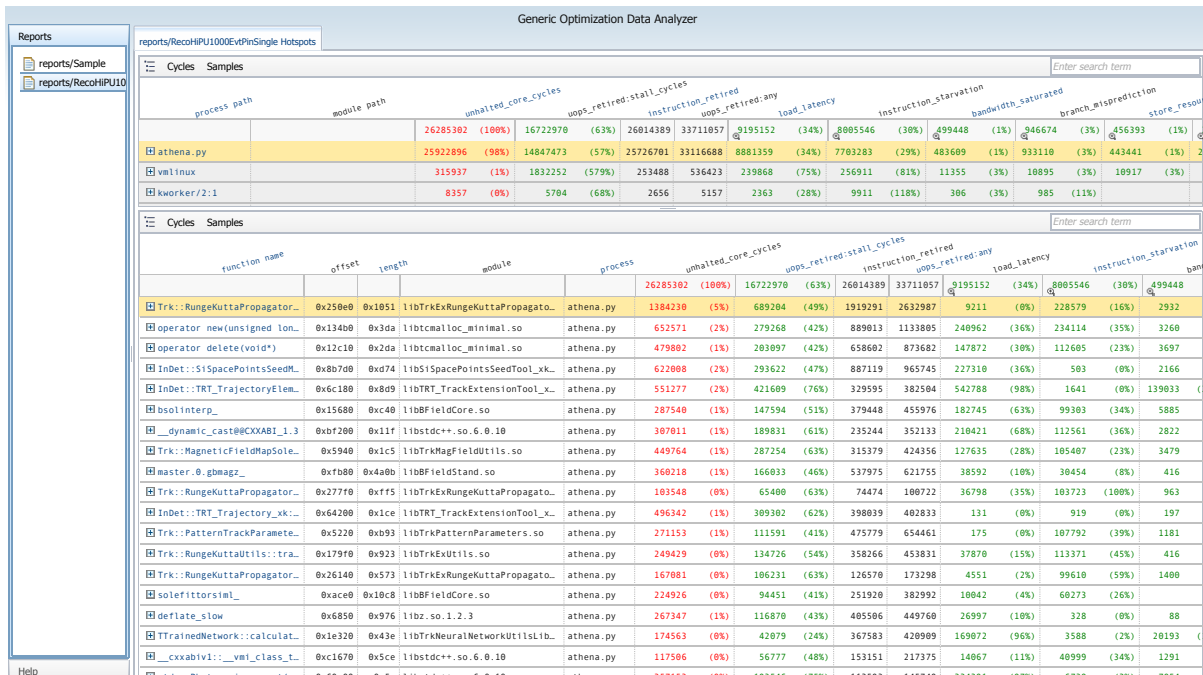 Generic Optimization Data Analyzer
Reports
reports/Sample
reports/RecoHiPU10
Help
reports/RecoHiPU1000EvtPinSingle Hotspots
Cycles Samples Enter search term
process path module path unhalted_core_cycles uops_retired:stall_cycles instruction_retired uops_retired:any load_latency instruction_starvation bandwidth_saturated branch_misprediction store_resou
26285302 (100%) 16722970 (63%) 26014389 33711057 9195152 (34%) 8005546 (30%) 499448 (1%) 946674 (3%) 456393 (1%)
athena.py 25922896 (98%) 14847473 (57%) 25726701 33116688 8881359 (34%) 7703283 (29%) 483609 (1%) 933110 (3%) 443441 (1%) 2
vmlinux 315937 (1%) 1832252 (579%) 253488 536423 239868 (75%) 256911 (81%) 11355 (3%) 10895 (3%) 10917 (3%)
kworker/2:1 8357 (0%) 5704 (68%) 2656 5157 2363 (28%) 9911 (118%) 306 (3%) 985 (11%)
Cycles Samples Enter search term
function name offset length module process unhalted_core_cycles uops_retired:stall_cycles instruction_retired uops_retired:any load_latency instruction_starvation ban
26285302 (100%) 16722970 (63%) 26014389 33711057 9195152 (34%) 8005546 (30%) 499448
Trk::RungeKuttaPropagator… 0x250e0 0x1051 libTrkExRungeKuttaPropagato… athena.py 1384230 (5%) 689204 (49%) 1919291 2632987 9211 (0%) 228579 (16%) 2932
operator new(unsigned lon… 0x134b0 0x3da libtcmalloc_minimal.so athena.py 652571 (2%) 279268 (42%) 889013 1133805 240962 (36%) 234114 (35%) 3260
operator delete(void*) 0x12c10 0x2da libtcmalloc_minimal.so athena.py 479802 (1%) 203097 (42%) 658602 873682 147872 (30%) 112605 (23%) 3697
InDet::SiSpacePointsSeedM… 0x8b7d0 0xd74 libSiSpacePointsSeedTool_xk… athena.py 622008 (2%) 293622 (47%) 887119 965745 227310 (36%) 503 (0%) 2166
InDet::TRT_TrajectoryElem… 0x6c180 0x8d9 libTRT_TrackExtensionTool_x… athena.py 551277 (2%) 421609 (76%) 329595 382504 542788 (98%) 1641 (0%) 139033 (
bsolinterp_ 0x15680 0xc40 libBFieldCore.so athena.py 287540 (1%) 147594 (51%) 379448 455976 182745 (63%) 99303 (34%) 5885
__dynamic_cast@@CXXABI_1.3 0xbf200 0x11f libstdc++.so.6.0.10 athena.py 307011 (1%) 189831 (61%) 235244 352133 210421 (68%) 112561 (36%) 2822
Trk::MagneticFieldMapSole… 0x5940 0x1c5 libTrkMagFieldUtils.so athena.py 449764 (1%) 287254 (63%) 315379 424356 127635 (28%) 105407 (23%) 3479
master.0.gbmagz_ 0xfb80 0x4a0b libBFieldStand.so athena.py 360218 (1%) 166033 (46%) 537975 621755 38592 (10%) 30454 (8%) 416
Trk::RungeKuttaPropagator… 0x277f0 0xff5 libTrkExRungeKuttaPropagato… athena.py 103548 (0%) 65400 (63%) 74474 100722 36798 (35%) 103723 (100%) 963
InDet::TRT_Trajectory_xk:… 0x64200 0x1ce libTRT_TrackExtensionTool_x… athena.py 496342 (1%) 309302 (62%) 398039 402833 131 (0%) 919 (0%) 197
Trk::PatternTrackParamete… 0x5220 0xb93 libTrkPatternParameters.so athena.py 271153 (1%) 111591 (41%) 475779 654461 175 (0%) 107792 (39%) 1181
Trk::RungeKuttaUtils::tra… 0x179f0 0x923 libTrkExUtils.so athena.py 249429 (0%) 134726 (54%) 358266 453831 37870 (15%) 113371 (45%) 416
Trk::RungeKuttaPropagator… 0x26140 0x573 libTrkExRungeKuttaPropagato… athena.py 167081 (0%) 106231 (63%) 126570 173298 4551 (2%) 99610 (59%) 1400
solefittorsiml_ 0xace0 0x10c8 libBFieldCore.so athena.py 224926 (0%) 94451 (41%) 251920 382992 10042 (4%) 60273 (26%)
deflate_slow 0x6850 0x976 libz.so.1.2.3 athena.py 267347 (1%) 116870 (43%) 405506 449760 26997 (10%) 328 (0%) 88
TTrainedNetwork::calculat… 0x1e320 0x43e libTrkNeuralNetworkUtilsLib… athena.py 174563 (0%) 42079 (24%) 367583 420909 169072 (96%) 3588 (2%) 20193 (
__cxxabiv1::__vmi_class_t… 0xc1670 0x5ce libstdc++.so.6.0.10 athena.py 117506 (0%) 56777 (48%) 153151 217375 14067 (11%) 40999 (34%) 1291